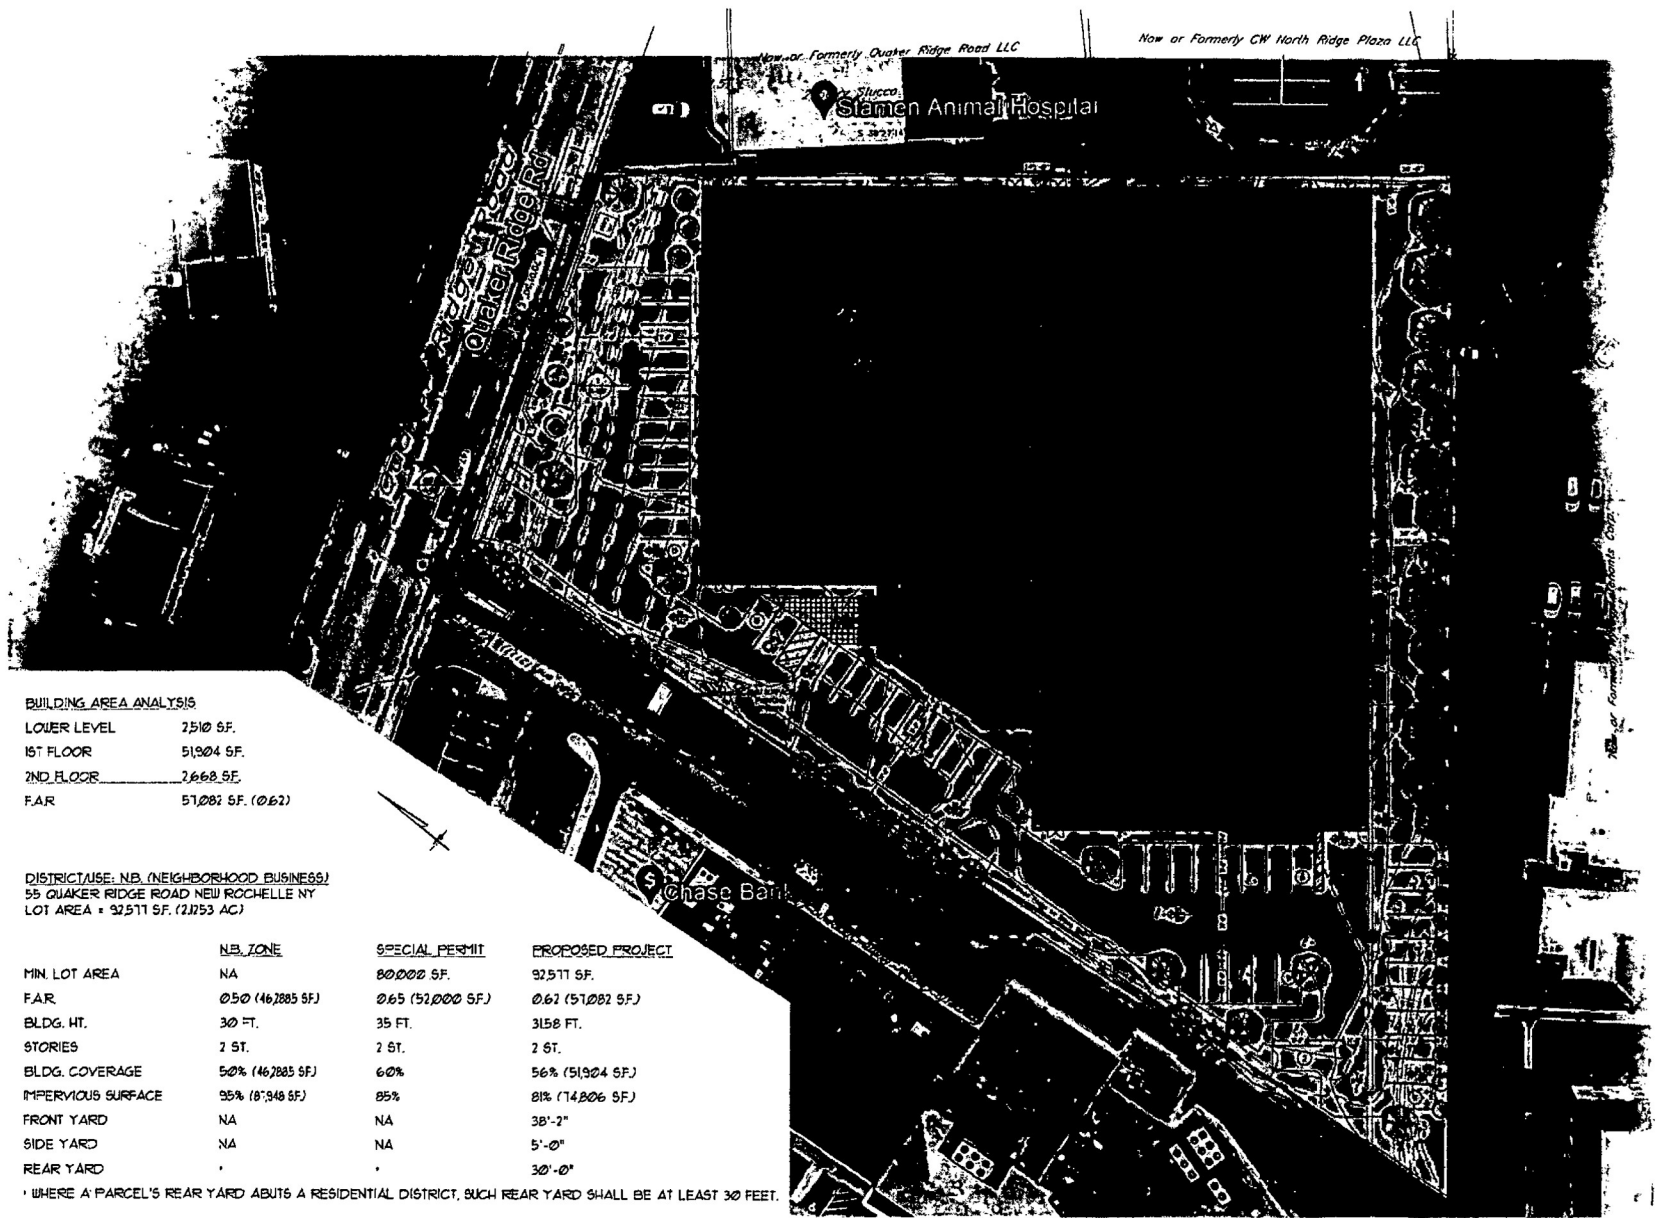 Now or Formerly Quaker Ridge Road LLC
Now or Formerly CW North Ridge Plaza LLC
Stucco
Stamen Animal Hospital
Quaker Ridge Rd
Chase Bank
BUILDING AREA ANALYSIS
LOWER LEVEL 2,510 S.F.
1ST FLOOR 51,904 S.F.
2ND FLOOR 2,668 S.F.
F.A.R. 57,082 S.F. (0.62)
DISTRICT/USE: N.B. (NEIGHBORHOOD BUSINESS)
55 QUAKER RIDGE ROAD NEW ROCHELLE NY
LOT AREA = 92,577 S.F. (2.1253 AC)
N.B. ZONE SPECIAL PERMIT PROPOSED PROJECT
MIN. LOT AREA NA 80,000 S.F. 92,577 S.F.
F.A.R. 0.50 (46,288.5 S.F.) 0.65 (52,000 S.F.) 0.62 (57,082 S.F.)
BLDG. HT. 30 FT. 35 FT. 31.58 FT.
STORIES 2 ST. 2 ST. 2 ST.
BLDG. COVERAGE 50% (46,288.5 S.F.) 60% 56% (51,904 S.F.)
IMPERVIOUS SURFACE 95% (87,948 S.F.) 85% 81% (74,806 S.F.)
FRONT YARD NA NA 38'-2"
SIDE YARD NA NA 5'-0"
REAR YARD * * 30'-0"
* WHERE A PARCEL'S REAR YARD ABUTS A RESIDENTIAL DISTRICT, SUCH REAR YARD SHALL BE AT LEAST 30 FEET.